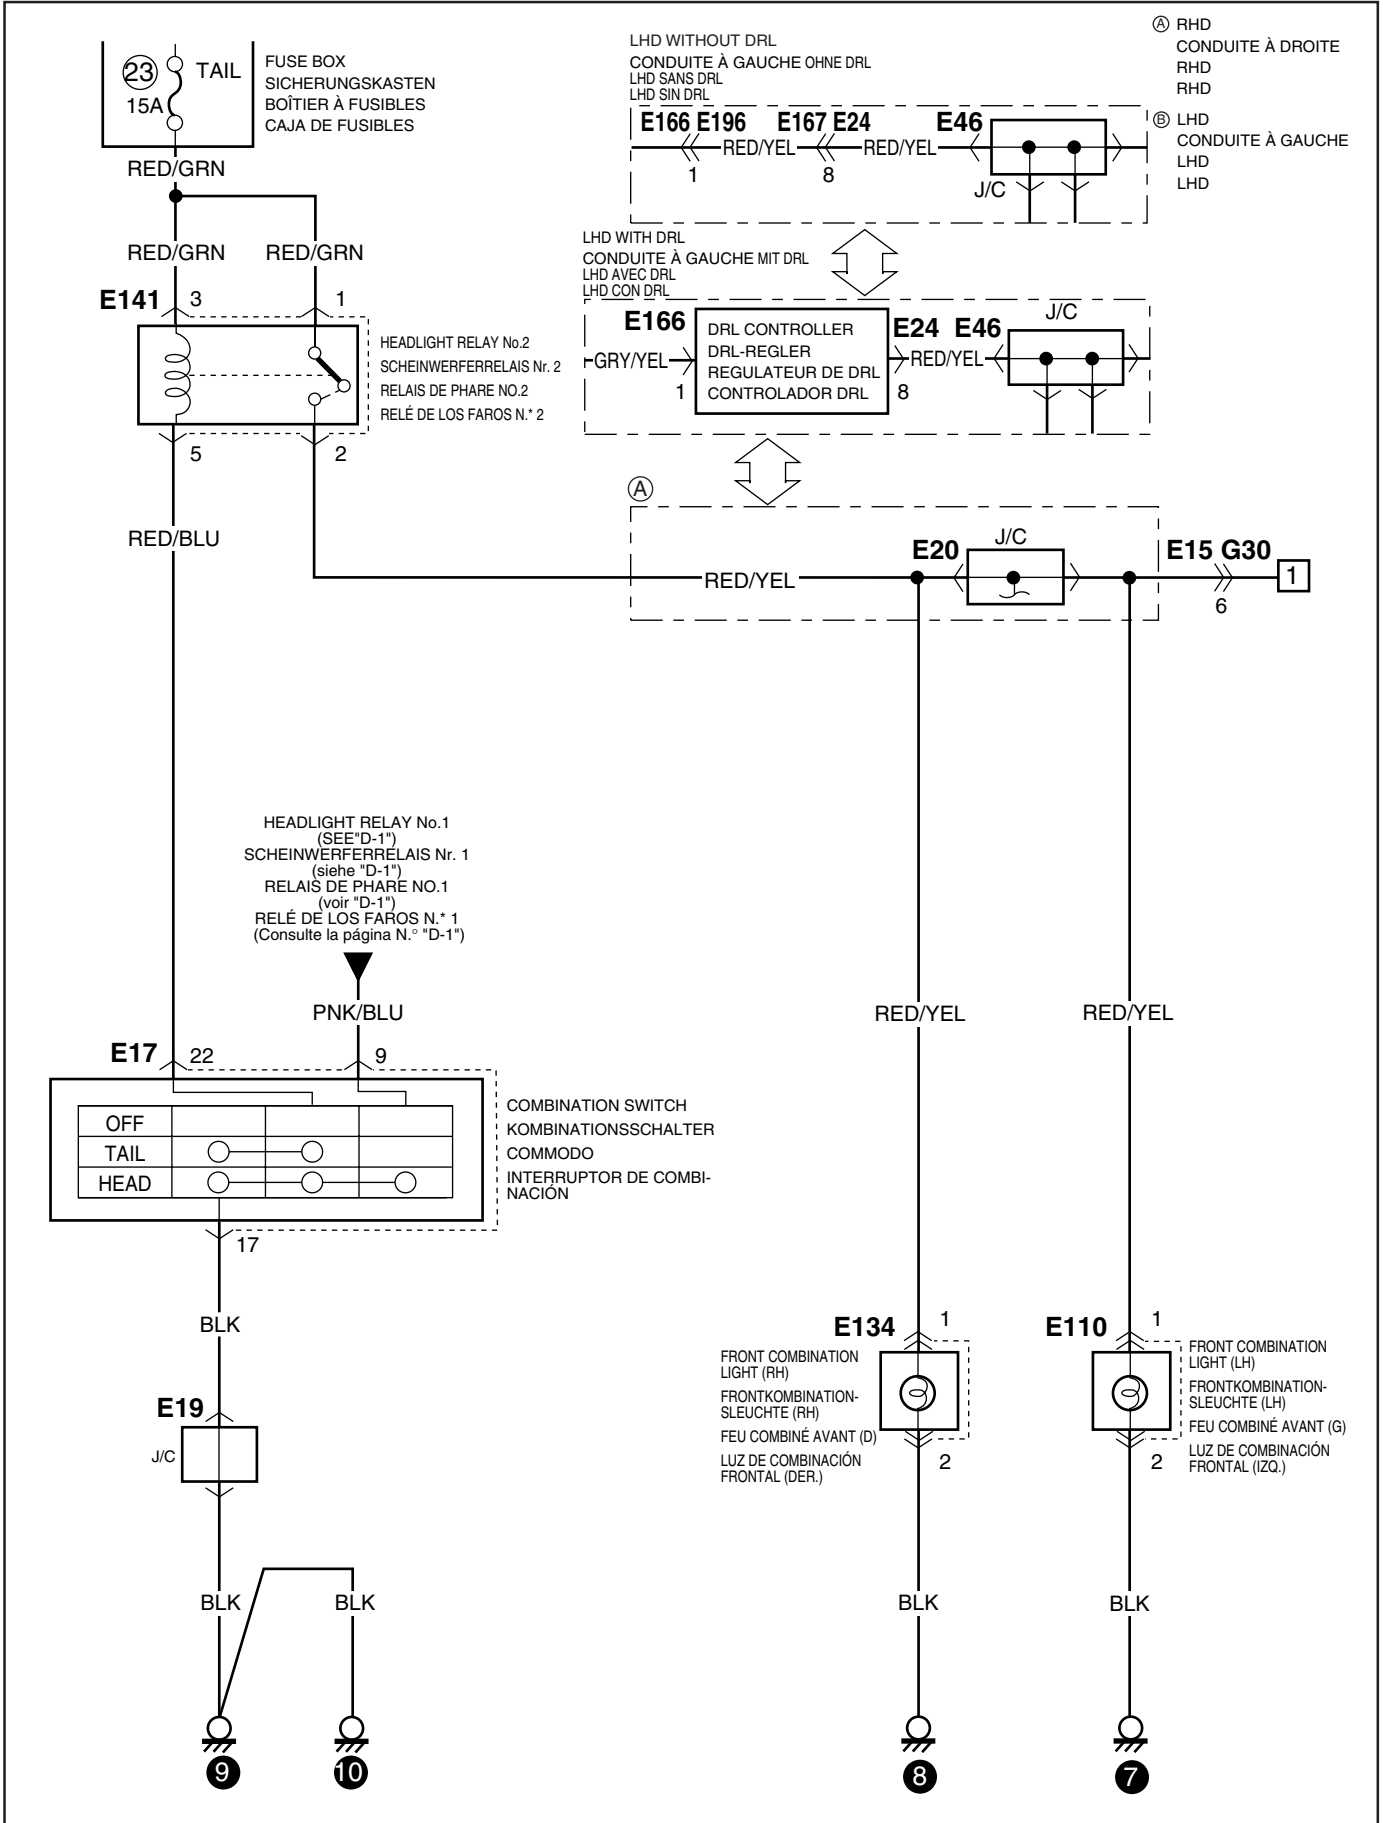 23
TAIL
15A
FUSE BOX
SICHERUNGSKASTEN
BOÎTIER À FUSIBLES
CAJA DE FUSIBLES
RED/GRN
RED/GRN
RED/GRN
E141
3
1
HEADLIGHT RELAY No.2
SCHEINWERFERRELAIS Nr. 2
RELAIS DE PHARE NO.2
RELÉ DE LOS FAROS N.* 2
5
2
RED/BLU
LHD WITHOUT DRL
CONDUITE À GAUCHE OHNE DRL
LHD SANS DRL
LHD SIN DRL
E166 E196
E167 E24
E46
RED/YEL
RED/YEL
1
8
J/C
A RHD
CONDUITE À DROITE
RHD
RHD
B LHD
CONDUITE À GAUCHE
LHD
LHD
LHD WITH DRL
CONDUITE À GAUCHE MIT DRL
LHD AVEC DRL
LHD CON DRL
E166
GRY/YEL
1
DRL CONTROLLER
DRL-REGLER
REGULATEUR DE DRL
CONTROLADOR DRL
E24
E46
J/C
RED/YEL
8
A
RED/YEL
E20
J/C
E15 G30
6
1
HEADLIGHT RELAY No.1
(SEE"D-1")
SCHEINWERFERRELAIS Nr. 1
(siehe "D-1")
RELAIS DE PHARE NO.1
(voir "D-1")
RELÉ DE LOS FAROS N.* 1
(Consulte la página N.° "D-1")
PNK/BLU
RED/YEL
RED/YEL
E17
22
9
OFF
TAIL
HEAD
COMBINATION SWITCH
KOMBINATIONSSCHALTER
COMMODO
INTERRUPTOR DE COMBI-
NACIÓN
17
BLK
E19
J/C
BLK
BLK
9
10
E134
1
FRONT COMBINATION
LIGHT (RH)
FRONTKOMBINATION-
SLEUCHTE (RH)
FEU COMBINÉ AVANT (D)
LUZ DE COMBINACIÓN
FRONTAL (DER.)
2
BLK
8
E110
1
FRONT COMBINATION
LIGHT (LH)
FRONTKOMBINATION-
SLEUCHTE (LH)
FEU COMBINÉ AVANT (G)
LUZ DE COMBINACIÓN
FRONTAL (IZQ.)
2
BLK
7